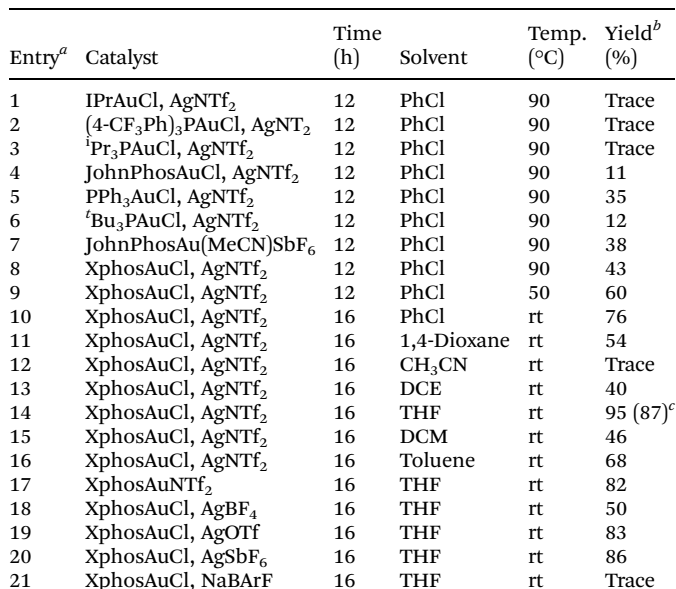 Time Temp. Yieldᵇ
Entryᵃ Catalyst (h) Solvent (°C) (%)
1 IPrAuCl, AgNTf₂ 12 PhCl 90 Trace
2 (4-CF₃Ph)₃PAuCl, AgNT₂ 12 PhCl 90 Trace
3 ⁱPr₃PAuCl, AgNTf₂ 12 PhCl 90 Trace
4 JohnPhosAuCl, AgNTf₂ 12 PhCl 90 11
5 PPh₃AuCl, AgNTf₂ 12 PhCl 90 35
6 ᵗBu₃PAuCl, AgNTf₂ 12 PhCl 90 12
7 JohnPhosAu(MeCN)SbF₆ 12 PhCl 90 38
8 XphosAuCl, AgNTf₂ 12 PhCl 90 43
9 XphosAuCl, AgNTf₂ 12 PhCl 50 60
10 XphosAuCl, AgNTf₂ 16 PhCl rt 76
11 XphosAuCl, AgNTf₂ 16 1,4-Dioxane rt 54
12 XphosAuCl, AgNTf₂ 16 CH₃CN rt Trace
13 XphosAuCl, AgNTf₂ 16 DCE rt 40
14 XphosAuCl, AgNTf₂ 16 THF rt 95 (87)ᶜ
15 XphosAuCl, AgNTf₂ 16 DCM rt 46
16 XphosAuCl, AgNTf₂ 16 Toluene rt 68
17 XphosAuNTf₂ 16 THF rt 82
18 XphosAuCl, AgBF₄ 16 THF rt 50
19 XphosAuCl, AgOTf 16 THF rt 83
20 XphosAuCl, AgSbF₆ 16 THF rt 86
21 XphosAuCl, NaBArF 16 THF rt Trace